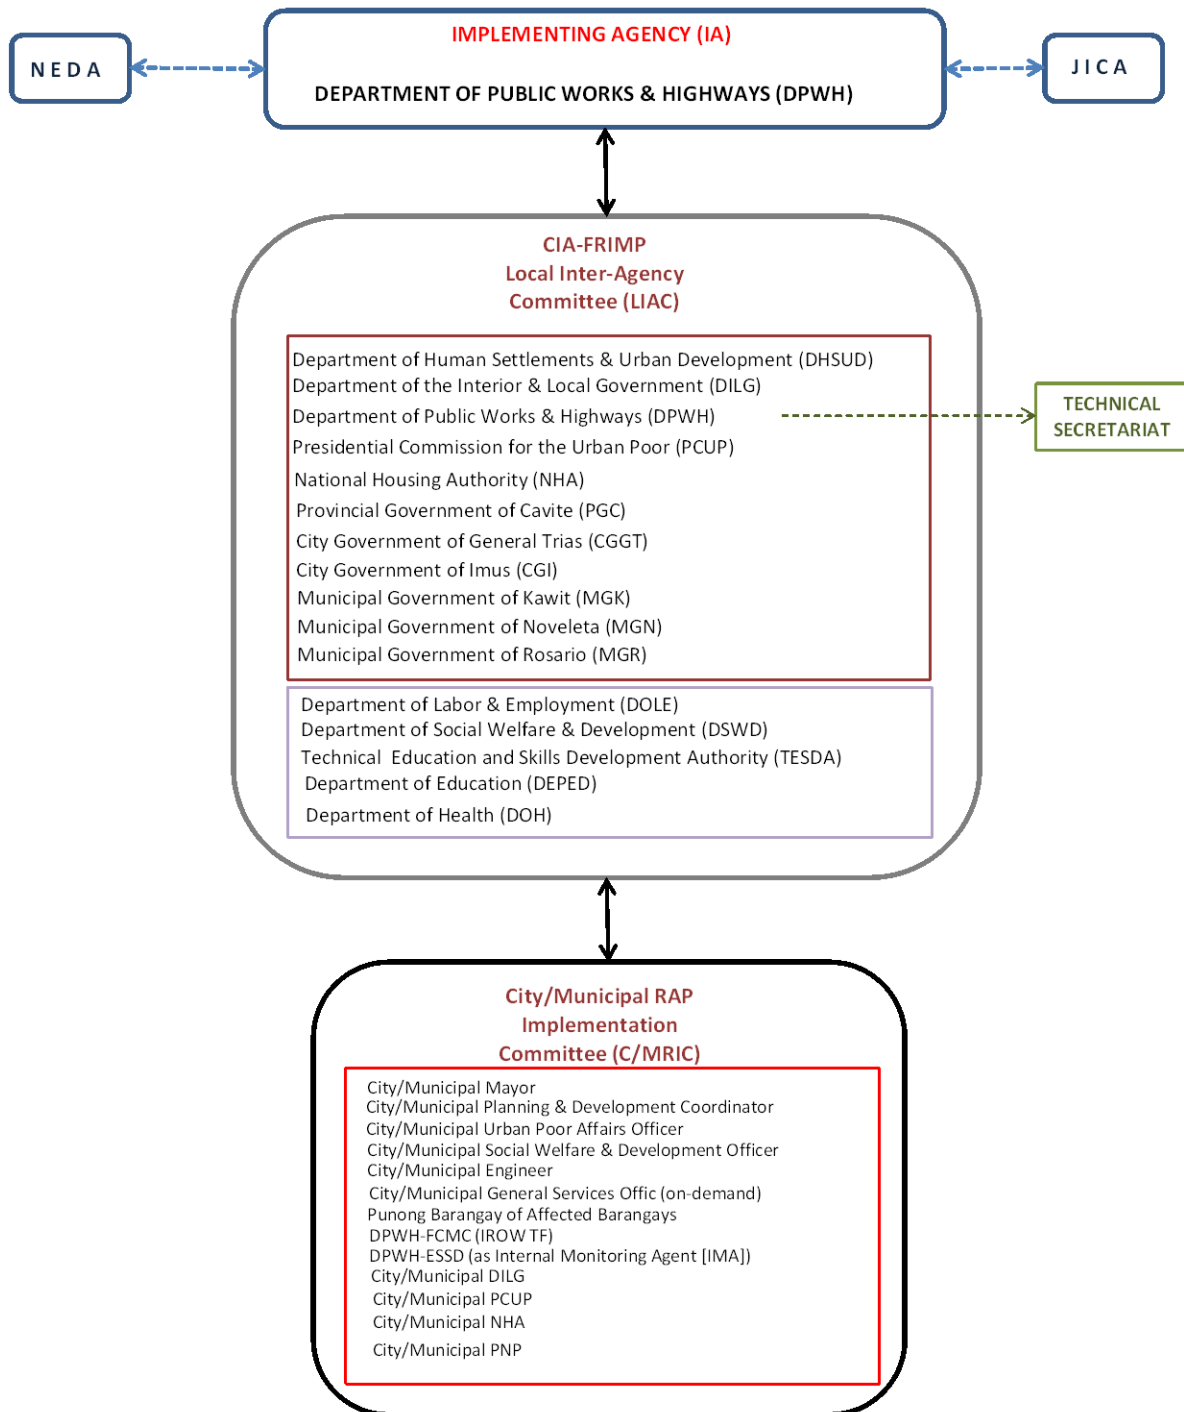 IMPLEMENTING AGENCY (IA)
NEDA
DEPARTMENT OF PUBLIC WORKS & HIGHWAYS (DPWH)
JICA
CIA-FRIMP
Local Inter-Agency
Committee (LIAC)
Department of Human Settlements & Urban Development (DHSUD)
Department of the Interior & Local Government (DILG)
Department of Public Works & Highways (DPWH)
Presidential Commission for the Urban Poor (PCUP)
National Housing Authority (NHA)
Provincial Government of Cavite (PGC)
City Government of General Trias (CGGT)
City Government of Imus (CGI)
Municipal Government of Kawit (MGK)
Municipal Government of Noveleta (MGN)
Municipal Government of Rosario (MGR)
TECHNICAL
SECRETARIAT
Department of Labor & Employment (DOLE)
Department of Social Welfare & Development (DSWD)
Technical Education and Skills Development Authority (TESDA)
Department of Education (DEPED)
Department of Health (DOH)
City/Municipal RAP
Implementation
Committee (C/MRIC)
City/Municipal Mayor
City/Municipal Planning & Development Coordinator
City/Municipal Urban Poor Affairs Officer
City/Municipal Social Welfare & Development Officer
City/Municipal Engineer
City/Municipal General Services Offic (on-demand)
Punong Barangay of Affected Barangays
DPWH-FCMC (IROW TF)
DPWH-ESSD (as Internal Monitoring Agent [IMA])
City/Municipal DILG
City/Municipal PCUP
City/Municipal NHA
City/Municipal PNP